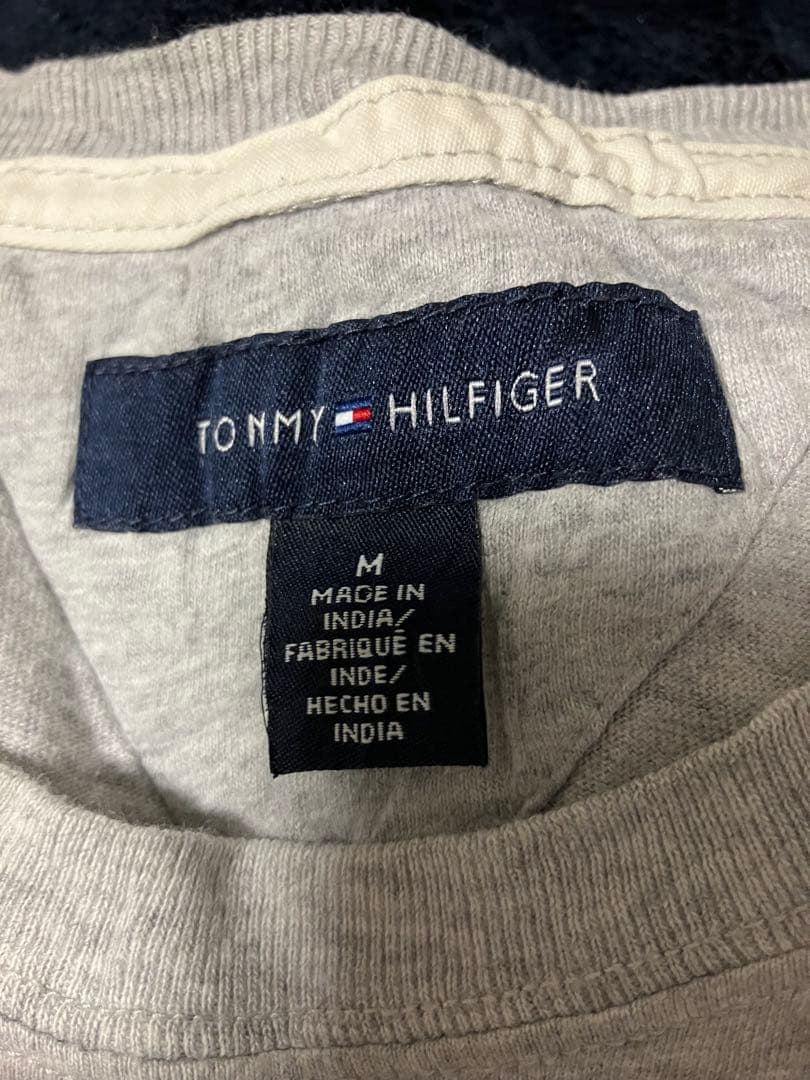 TOMMY HILFIGER
M
MADE IN
INDIA/
FABRIQUÉ EN
INDE/
HECHO EN
INDIA